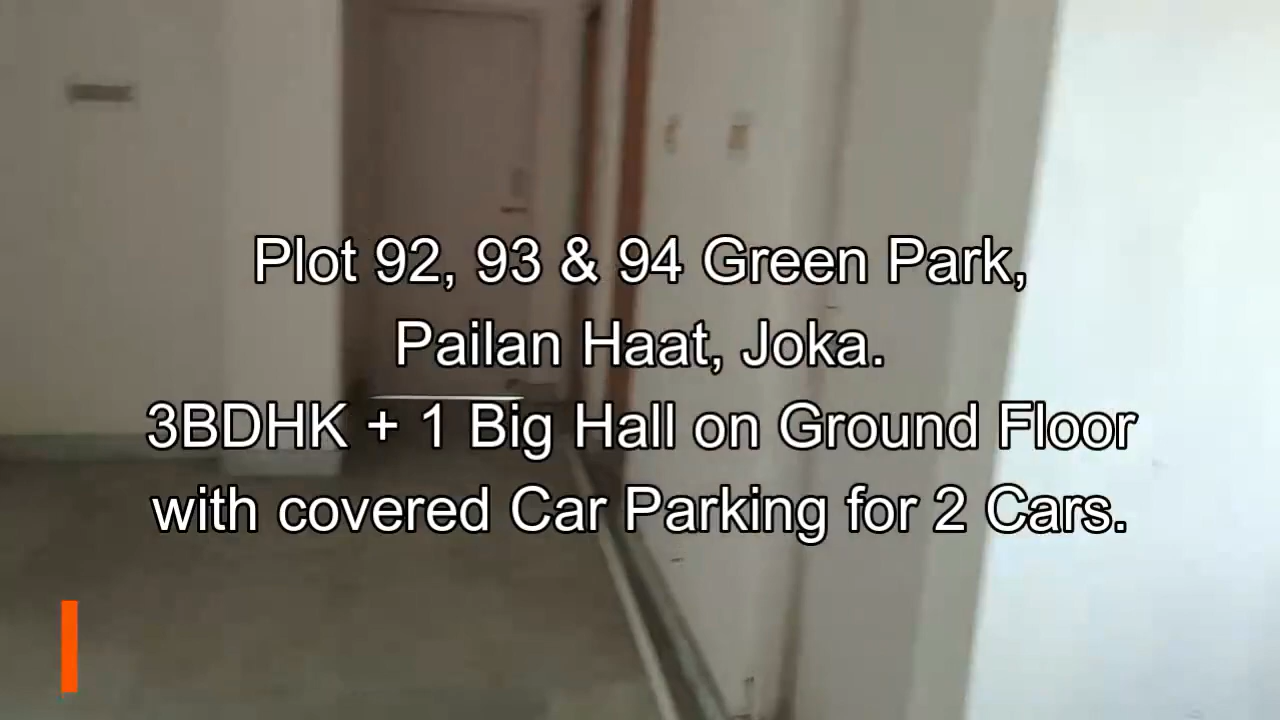 Plot 92, 93 & 94 Green Park,
Pailan Haat, Joka.
3BDHK + 1 Big Hall on Ground Floor
with covered Car Parking for 2 Cars.